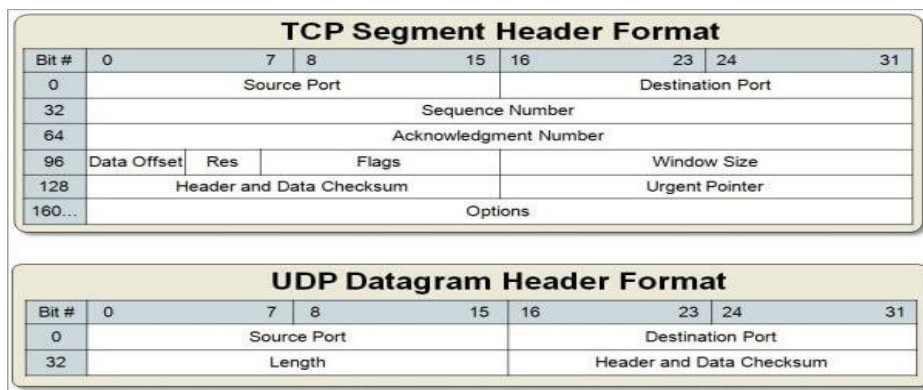 TCP Segment Header Format
Bit # 0 7 8 15 16 23 24 31
0 Source Port Destination Port
32 Sequence Number
64 Acknowledgment Number
96 Data Offset Res Flags Window Size
128 Header and Data Checksum Urgent Pointer
160... Options
UDP Datagram Header Format
Bit # 0 7 8 15 16 23 24 31
0 Source Port Destination Port
32 Length Header and Data Checksum